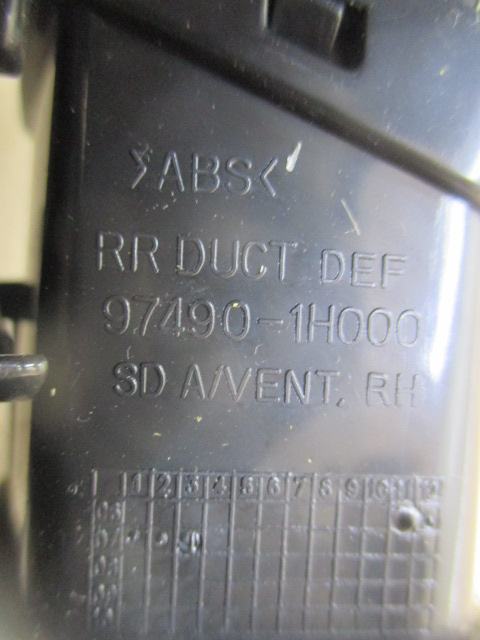 >ABS<
RR DUCT DEF
97490-1H000
SD A/VENT. RH
1 2 3 4 5 6 7 8 9 10 11 12